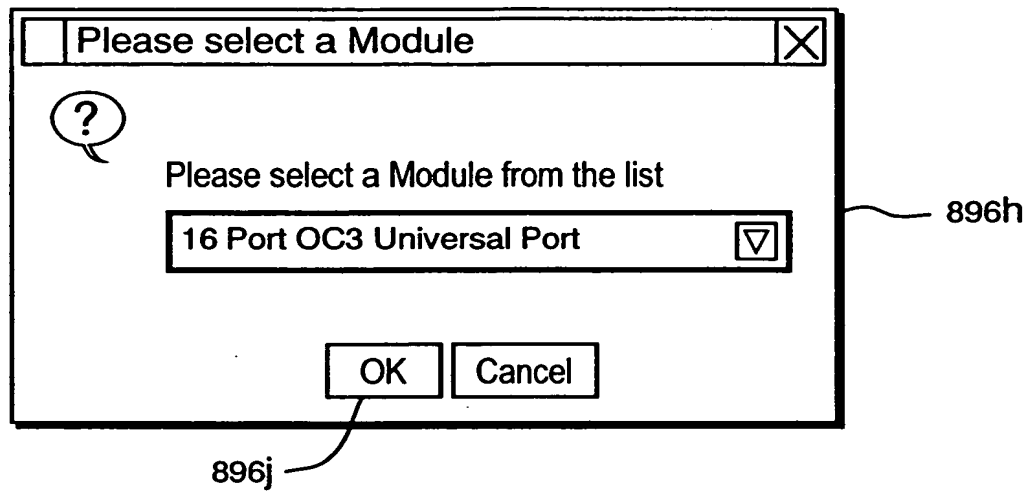 Please select a Module
?
Please select a Module from the list
16 Port OC3 Universal Port
896h
OK Cancel
896j